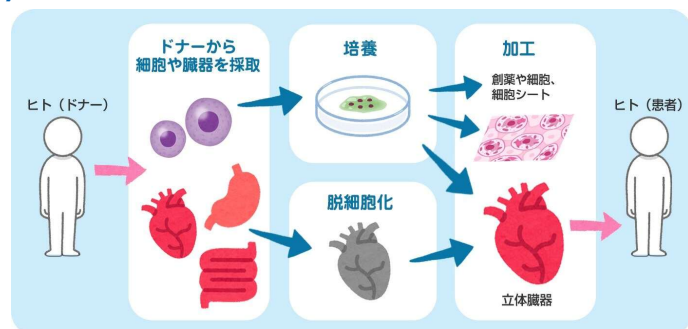 ヒト（ドナー）
ドナーから
細胞や臓器を採取
培養
脱細胞化
加工
創薬や細胞、
細胞シート
立体臓器
ヒト（患者）